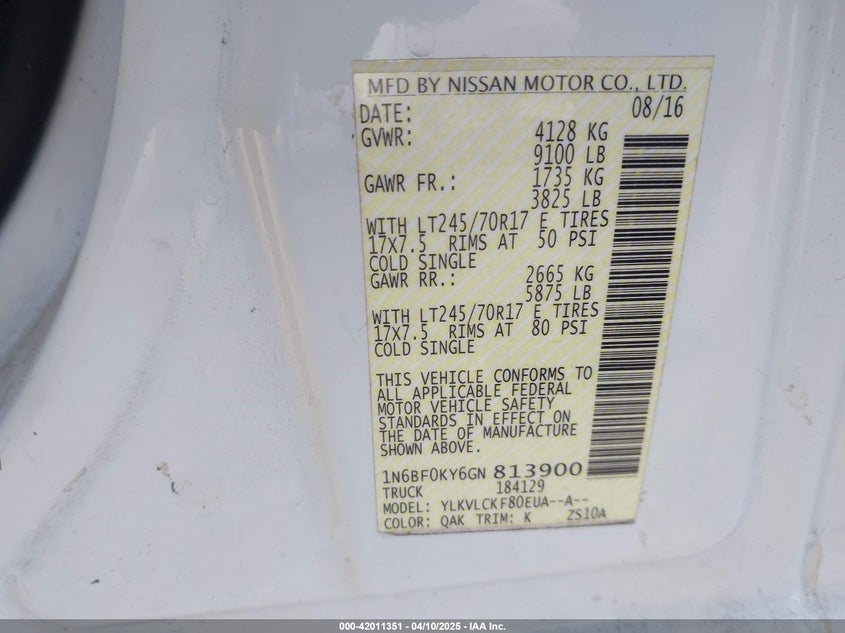 MFD BY NISSAN MOTOR CO., LTD.
DATE: 08/16
GVWR: 4128 KG
9100 LB
GAWR FR.: 1735 KG
3825 LB
WITH LT245/70R17 E TIRES
17X7.5 RIMS AT 50 PSI
COLD SINGLE
GAWR RR.: 2665 KG
5875 LB
WITH LT245/70R17 E TIRES
17X7.5 RIMS AT 80 PSI
COLD SINGLE
THIS VEHICLE CONFORMS TO
ALL APPLICABLE FEDERAL
MOTOR VEHICLE SAFETY
STANDARDS IN EFFECT ON
THE DATE OF MANUFACTURE
SHOWN ABOVE.
1N6BF0KY6GN 813900
TRUCK 184129
MODEL: YLKVLCKF80EUA--A--
COLOR: QAK TRIM: K ZS10A
000-42011351 | 04/10/2025 - IAA Inc.